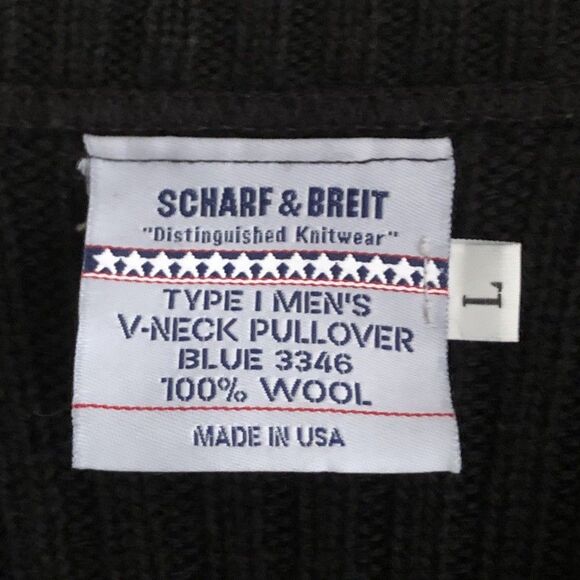 SCHARF & BREIT
"Distinguished Knitwear"
TYPE I MEN'S
V-NECK PULLOVER
BLUE 3346
100% WOOL
MADE IN USA
L